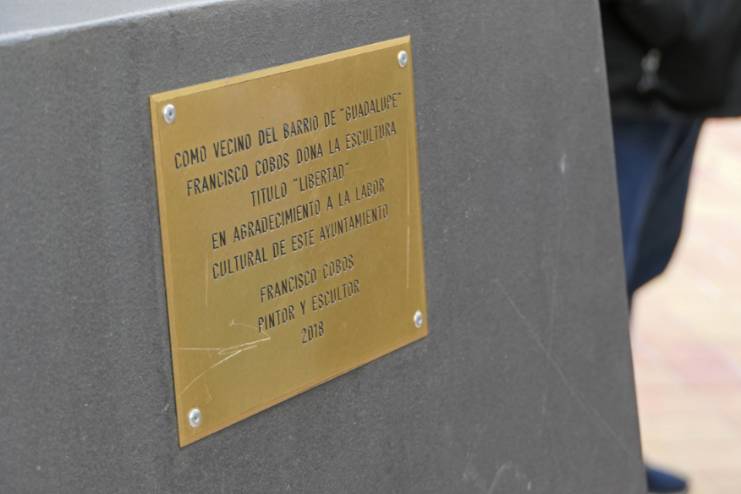 COMO VECINO DEL BARRIO DE "GUADALUPE"
FRANCISCO COBOS DONA LA ESCULTURA
TITULO "LIBERTAD"
EN AGRADECIMIENTO A LA LABOR
CULTURAL DE ESTE AYUNTAMIENTO
FRANCISCO COBOS
PINTOR Y ESCULTOR
2018